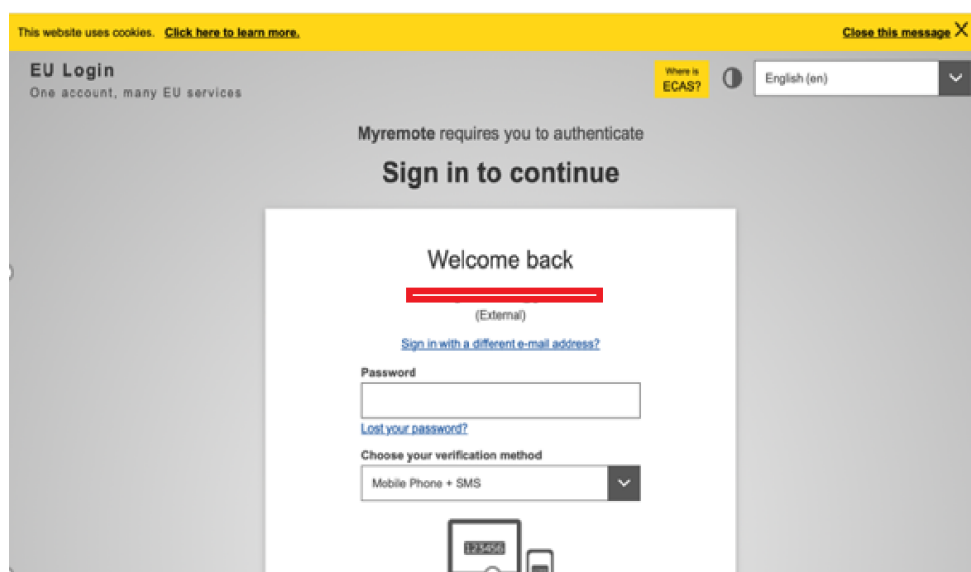 This website uses cookies. Click here to learn more. Close this message X
EU Login
One account, many EU services
Where is
ECAS?
English (en)
Myremote requires you to authenticate
Sign in to continue
Welcome back
(External)
Sign in with a different e-mail address?
Password
Lost your password?
Choose your verification method
Mobile Phone + SMS
123456